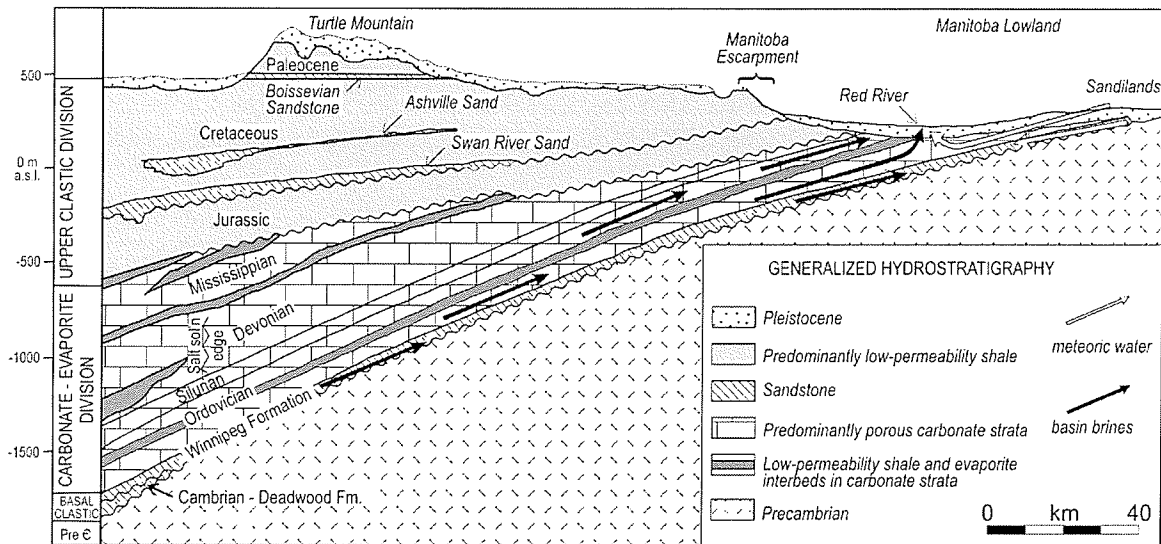 Turtle Mountain
Manitoba Lowland
Manitoba
Escarpment
Sandilands
Red River
Paleocene
Boissevian
Sandstone
Ashville Sand
Cretaceous
Swan River Sand
Jurassic
Mississippian
Devonian
Salt sol'n
edge
Silurian
Ordovician
Winnipeg Formation
Cambrian - Deadwood Fm.
500
0 m
a.s.l.
-500
-1000
-1500
UPPER CLASTIC DIVISION
CARBONATE - EVAPORITE
DIVISION
BASAL
CLASTIC
Pre Є
GENERALIZED HYDROSTRATIGRAPHY
Pleistocene
Predominantly low-permeability shale
Sandstone
Predominantly porous carbonate strata
Low-permeability shale and evaporite
interbeds in carbonate strata
Precambrian
meteoric water
basin brines
0 km 40